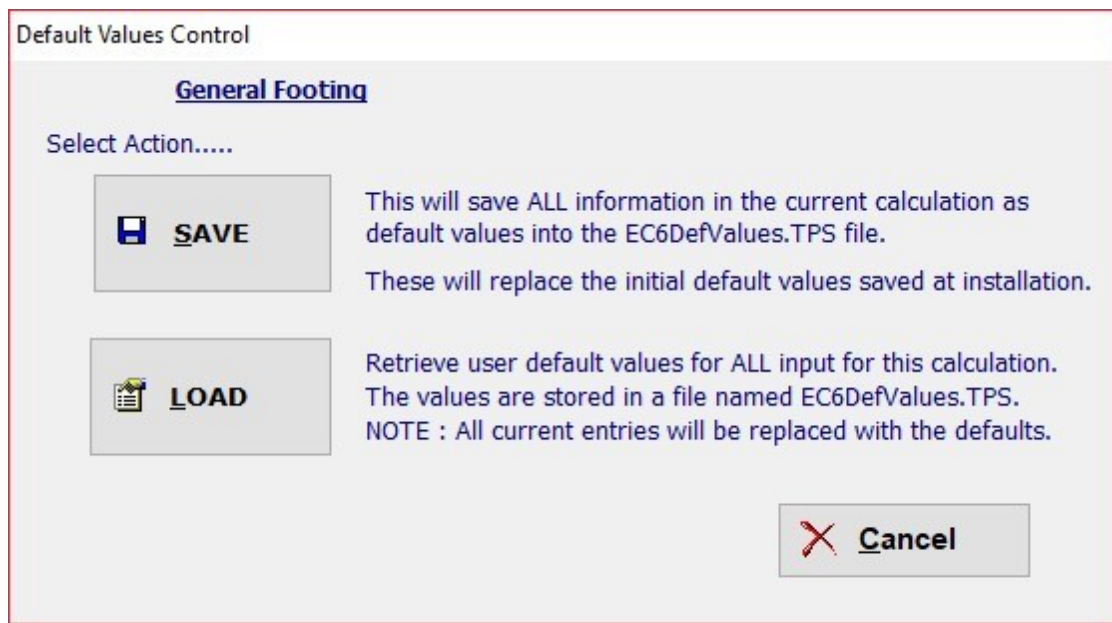 Default Values Control
General Footing
Select Action.....
SAVE
This will save ALL information in the current calculation as
default values into the EC6DefValues.TPS file.
These will replace the initial default values saved at installation.
LOAD
Retrieve user default values for ALL input for this calculation.
The values are stored in a file named EC6DefValues.TPS.
NOTE : All current entries will be replaced with the defaults.
Cancel